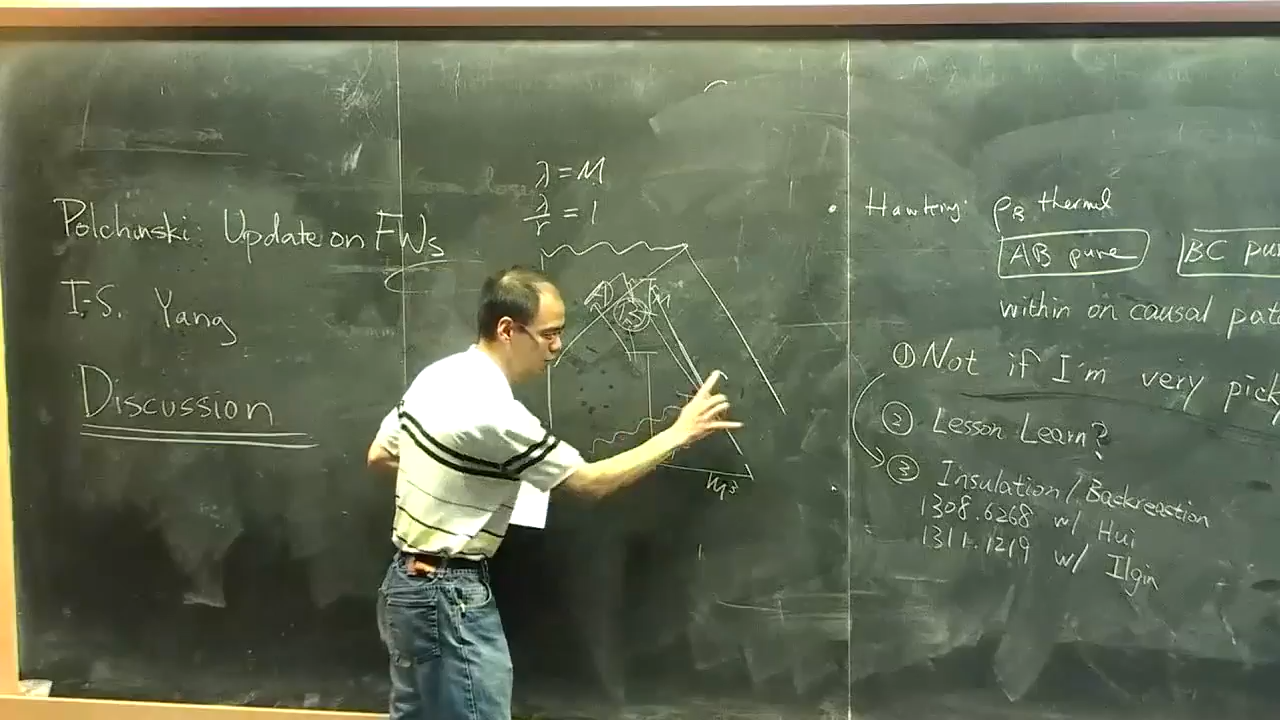 Polchinski: Update on FWs
I-S. Yang
Discussion
λ = M
λ/r = 1
A
B
M
M³
• Hawking: ρB thermal
AB pure
BC pu
within on causal pat
① Not if I'm very pick
② Lesson Learn?
③ Insulation / Backreaction
1308.6268 w/ Hui
1311.1219 w/ Ilgin